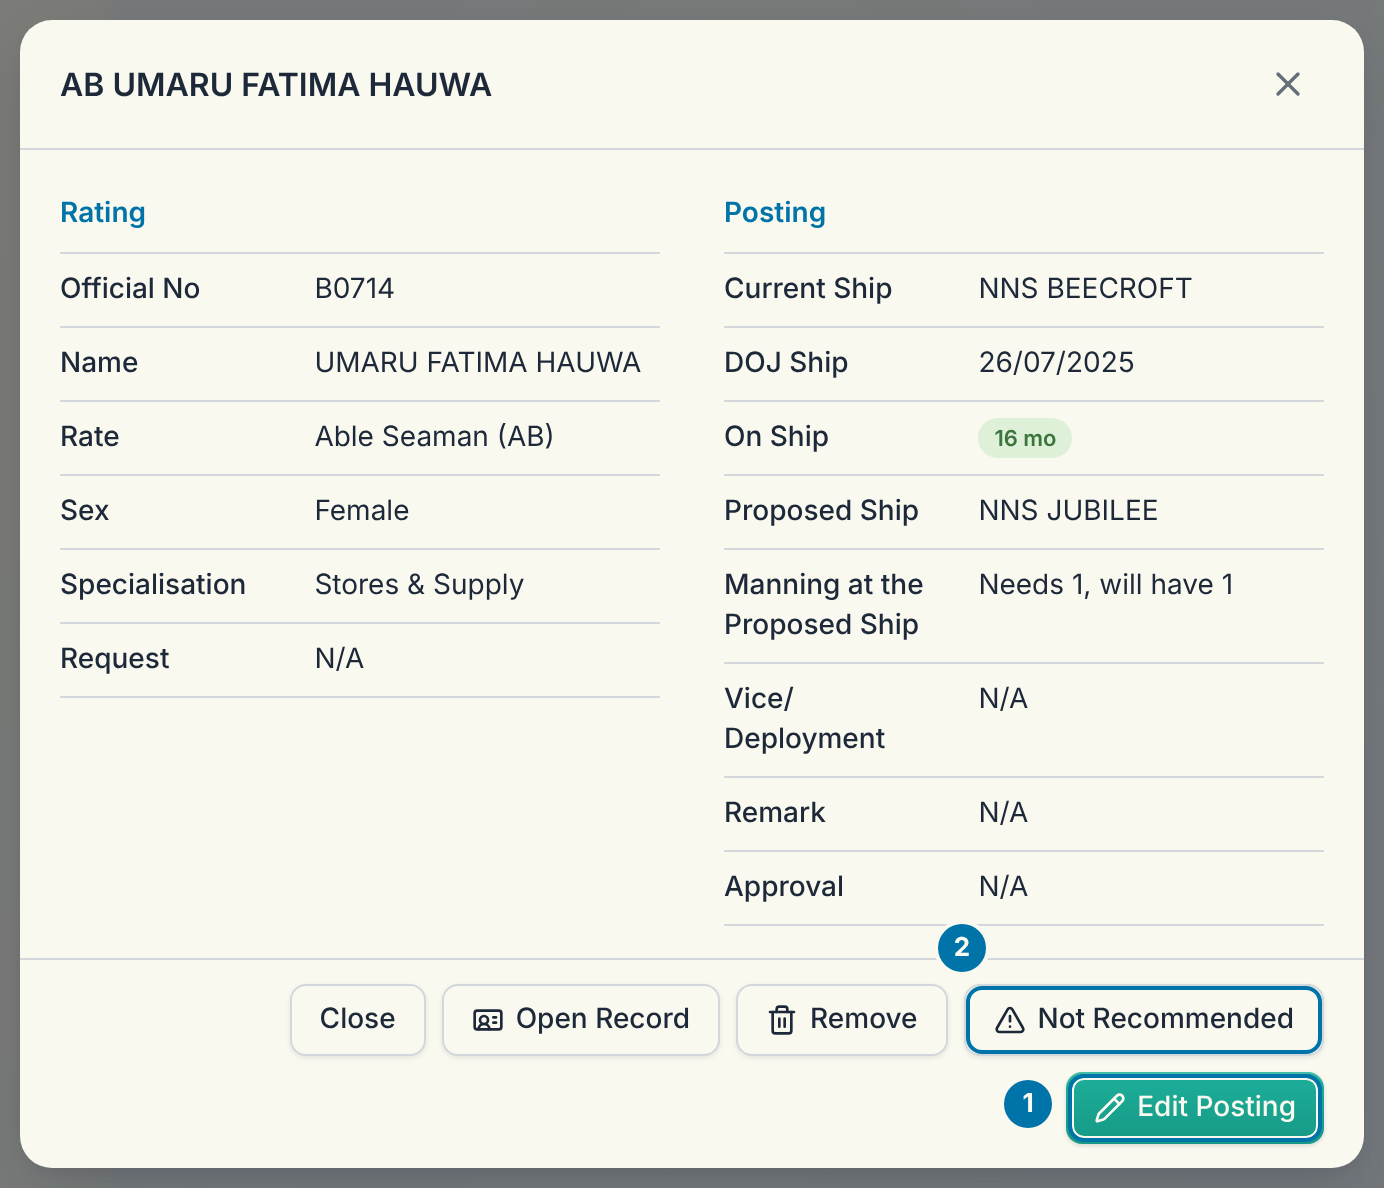 AB UMARU FATIMA HAUWA
Rating
Official No B0714
Name UMARU FATIMA HAUWA
Rate Able Seaman (AB)
Sex Female
Specialisation Stores & Supply
Request N/A
Posting
Current Ship NNS BEECROFT
DOJ Ship 26/07/2025
On Ship 16 mo
Proposed Ship NNS JUBILEE
Manning at the Needs 1, will have 1
Proposed Ship
Vice/ N/A
Deployment
Remark N/A
Approval N/A
2
Close Open Record Remove Not Recommended
1 Edit Posting